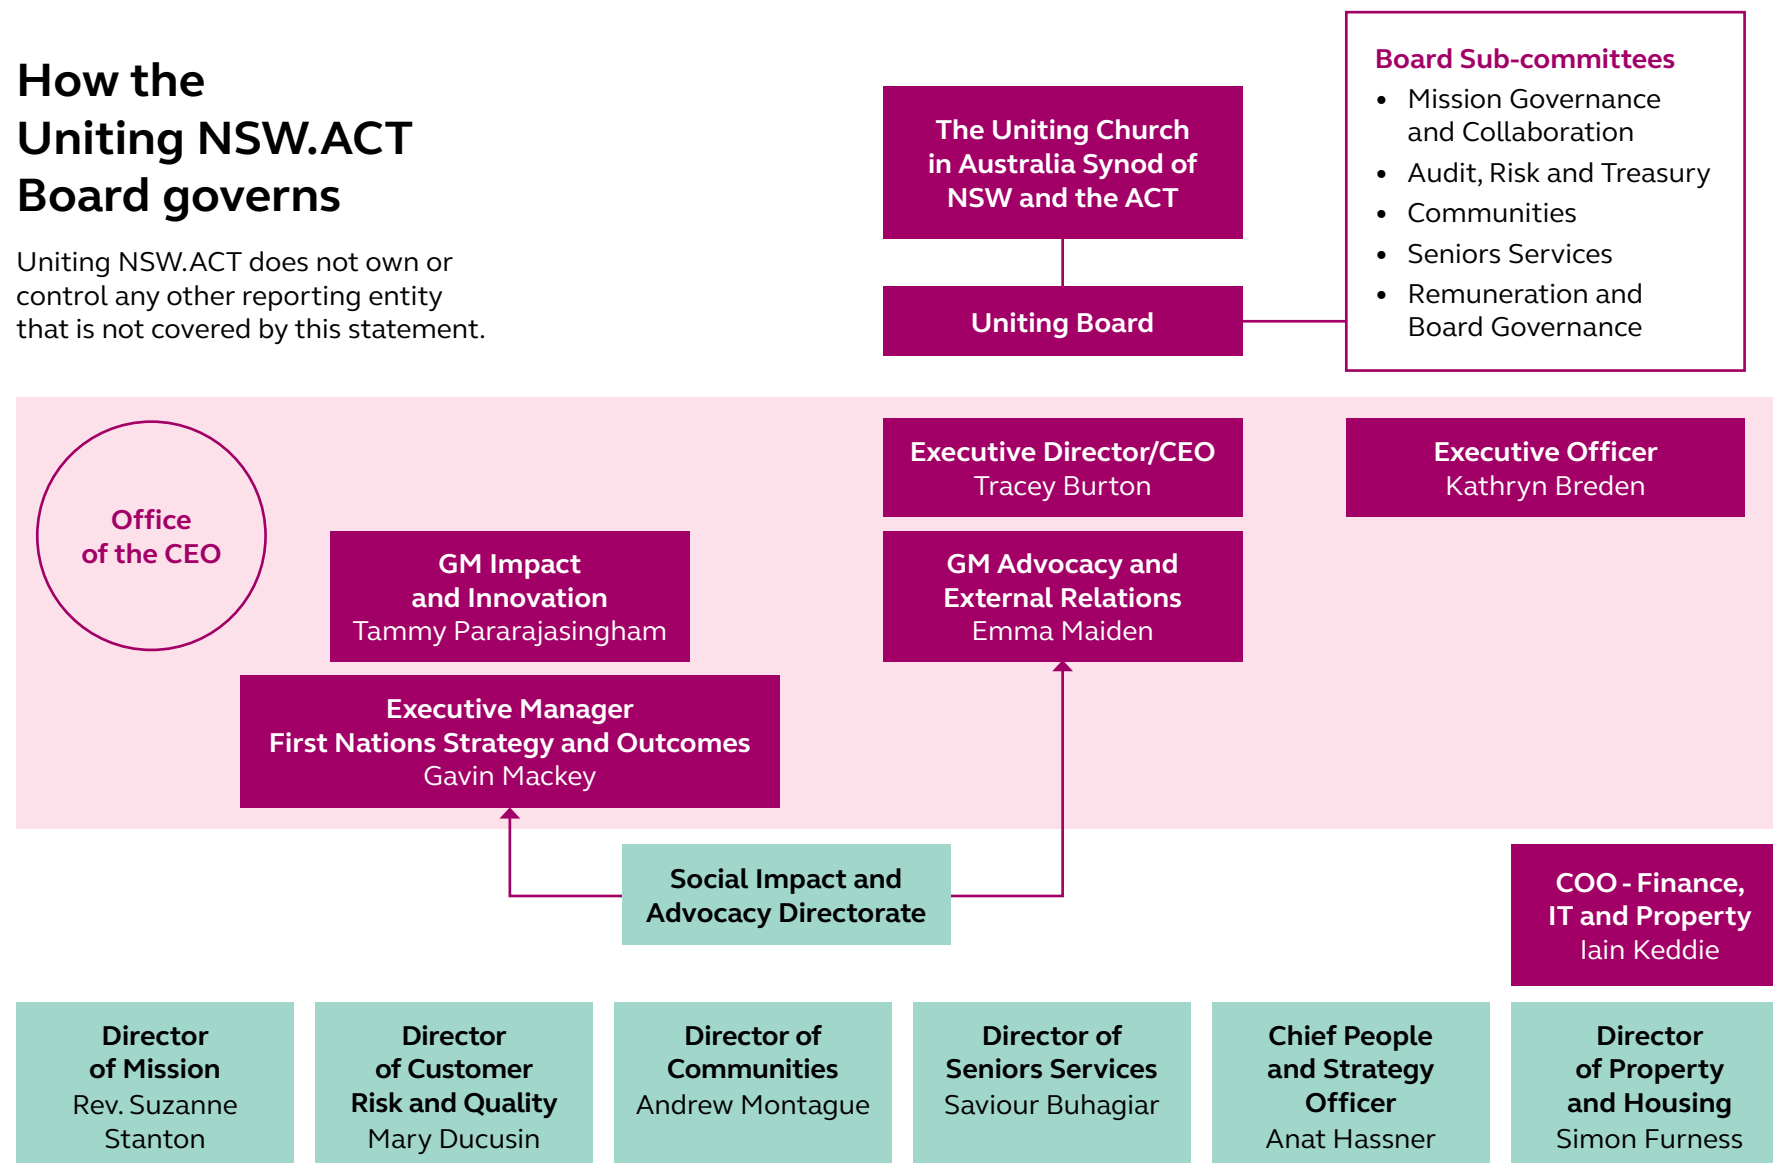 How the
Uniting NSW.ACT
Board governs
Uniting NSW.ACT does not own or
control any other reporting entity
that is not covered by this statement.
The Uniting Church
in Australia Synod of
NSW and the ACT
Uniting Board
Board Sub-committees
• Mission Governance
and Collaboration
• Audit, Risk and Treasury
• Communities
• Seniors Services
• Remuneration and
Board Governance
Office
of the CEO
Executive Director/CEO
Tracey Burton
Executive Officer
Kathryn Breden
GM Impact
and Innovation
Tammy Pararajasingham
GM Advocacy and
External Relations
Emma Maiden
Executive Manager
First Nations Strategy and Outcomes
Gavin Mackey
Social Impact and
Advocacy Directorate
COO - Finance,
IT and Property
Iain Keddie
Director
of Mission
Rev. Suzanne
Stanton
Director
of Customer
Risk and Quality
Mary Ducusin
Director of
Communities
Andrew Montague
Director of
Seniors Services
Saviour Buhagiar
Chief People
and Strategy
Officer
Anat Hassner
Director
of Property
and Housing
Simon Furness